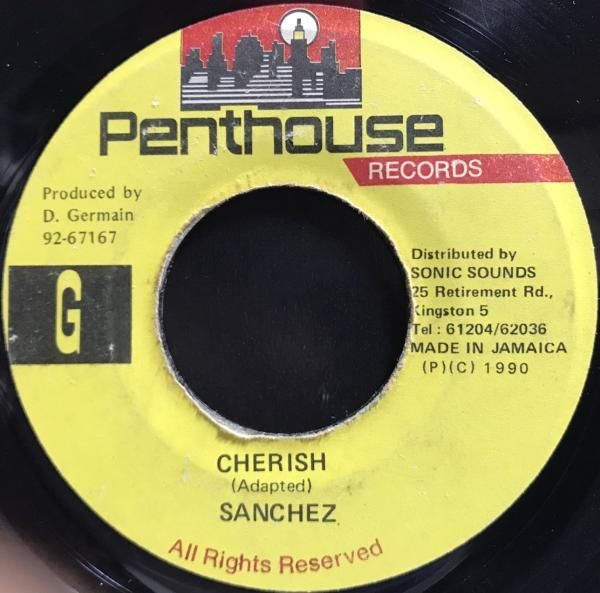 Penthouse
RECORDS
Produced by
D. Germain
92-67167
G
Distributed by
SONIC SOUNDS
25 Retirement Rd.,
Kingston 5
Tel : 61204/62036
MADE IN JAMAICA
(P)(C) 1990
CHERISH
(Adapted)
SANCHEZ
All Rights Reserved